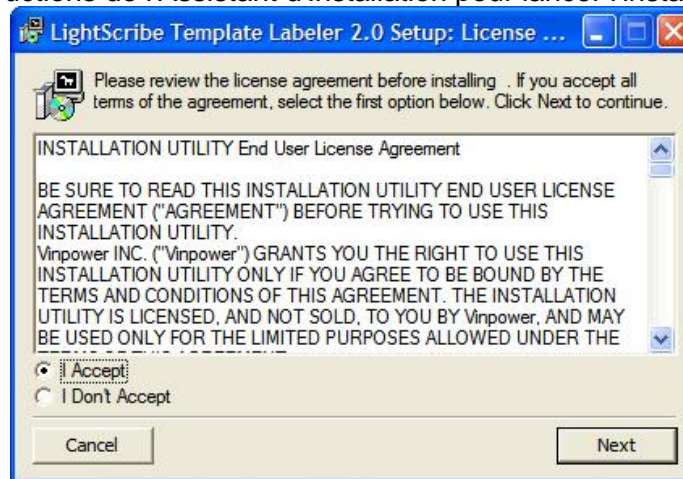 LightScribe Template Labeler 2.0 Setup: License ...
Please review the license agreement before installing . If you accept all
terms of the agreement, select the first option below. Click Next to continue.
INSTALLATION UTILITY End User License Agreement
BE SURE TO READ THIS INSTALLATION UTILITY END USER LICENSE
AGREEMENT ("AGREEMENT") BEFORE TRYING TO USE THIS
INSTALLATION UTILITY.
Vinpower INC. ("Vinpower") GRANTS YOU THE RIGHT TO USE THIS
INSTALLATION UTILITY ONLY IF YOU AGREE TO BE BOUND BY THE
TERMS AND CONDITIONS OF THIS AGREEMENT. THE INSTALLATION
UTILITY IS LICENSED, AND NOT SOLD, TO YOU BY Vinpower, AND MAY
BE USED ONLY FOR THE LIMITED PURPOSES ALLOWED UNDER THE
I Accept
I Don't Accept
Cancel
Next